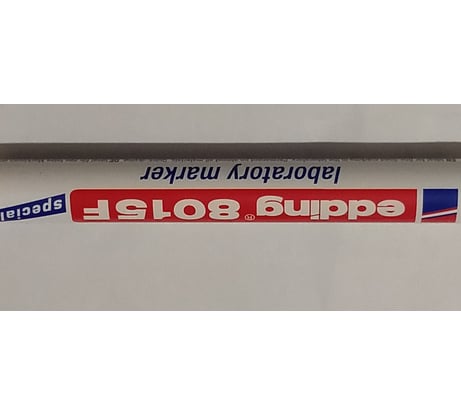 edding® 8015F special
laboratory marker